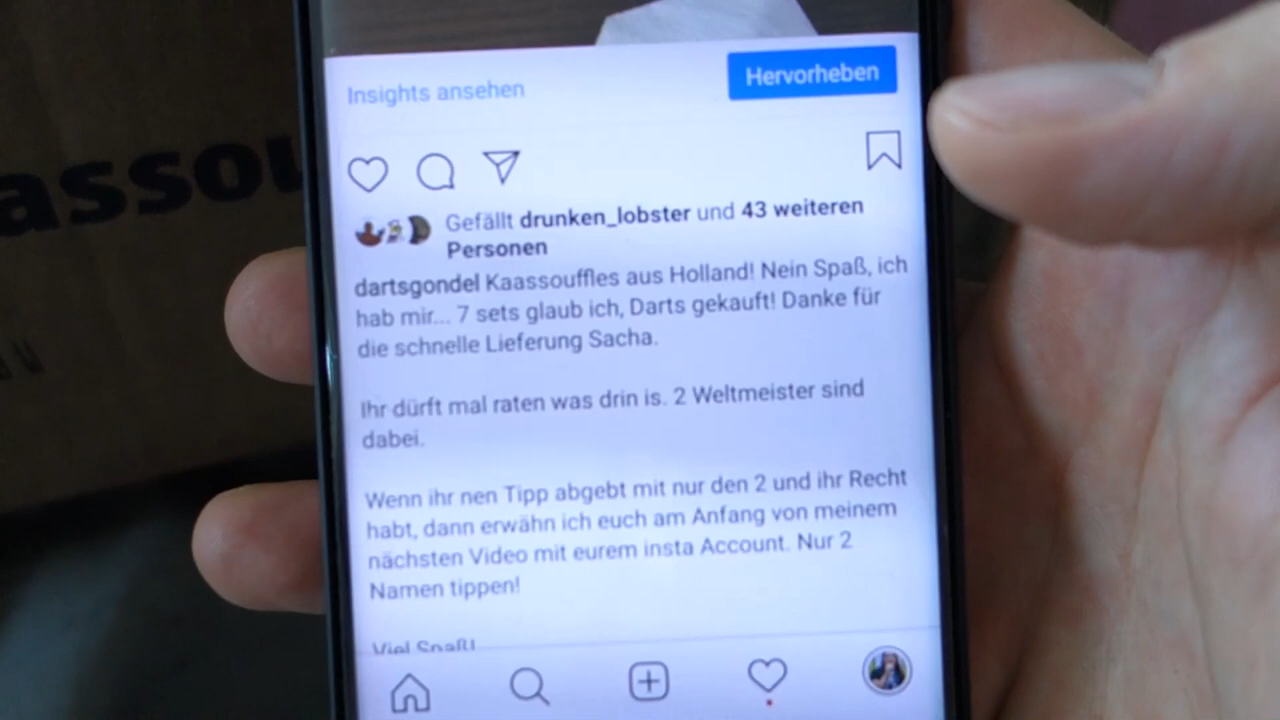 assou
Insights ansehen
Hervorheben
Gefällt drunken_lobster und 43 weiteren
Personen
dartsgondel Kaassouffles aus Holland! Nein Spaß, ich
hab mir... 7 sets glaub ich, Darts gekauft! Danke für
die schnelle Lieferung Sacha.
Ihr dürft mal raten was drin is. 2 Weltmeister sind
dabei.
Wenn ihr nen Tipp abgebt mit nur den 2 und ihr Recht
habt, dann erwähn ich euch am Anfang von meinem
nächsten Video mit eurem insta Account. Nur 2
Namen tippen!
Viel Spaß!